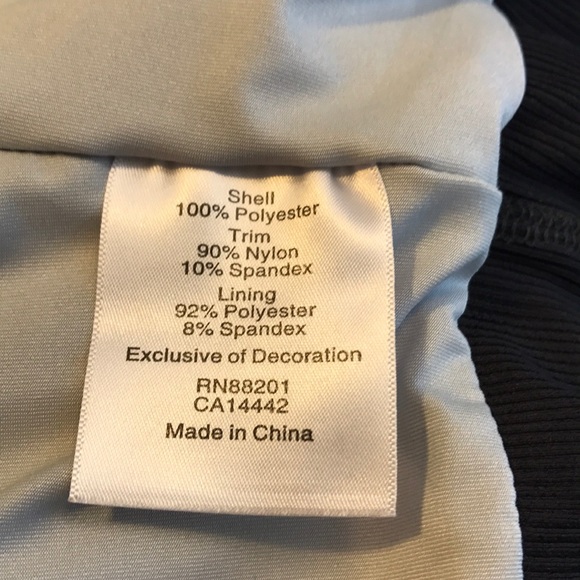 Shell
100% Polyester
Trim
90% Nylon
10% Spandex
Lining
92% Polyester
8% Spandex
Exclusive of Decoration
RN88201
CA14442
Made in China